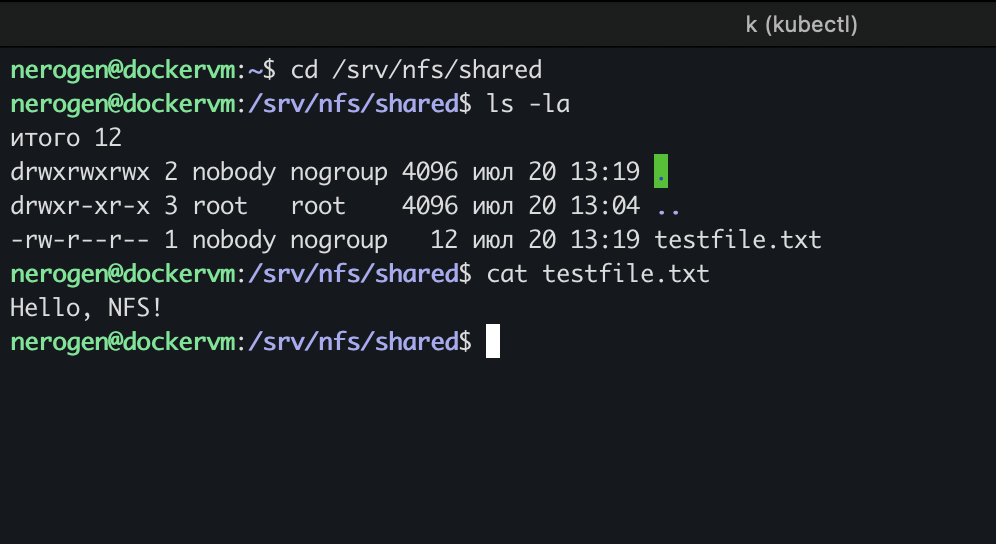 k (kubectl)
nerogen@dockervm:~$ cd /srv/nfs/shared
nerogen@dockervm:/srv/nfs/shared$ ls -la
итого 12
drwxrwxrwx 2 nobody nogroup 4096 июл 20 13:19 .
drwxr-xr-x 3 root   root    4096 июл 20 13:04 ..
-rw-r--r-- 1 nobody nogroup   12 июл 20 13:19 testfile.txt
nerogen@dockervm:/srv/nfs/shared$ cat testfile.txt
Hello, NFS!
nerogen@dockervm:/srv/nfs/shared$